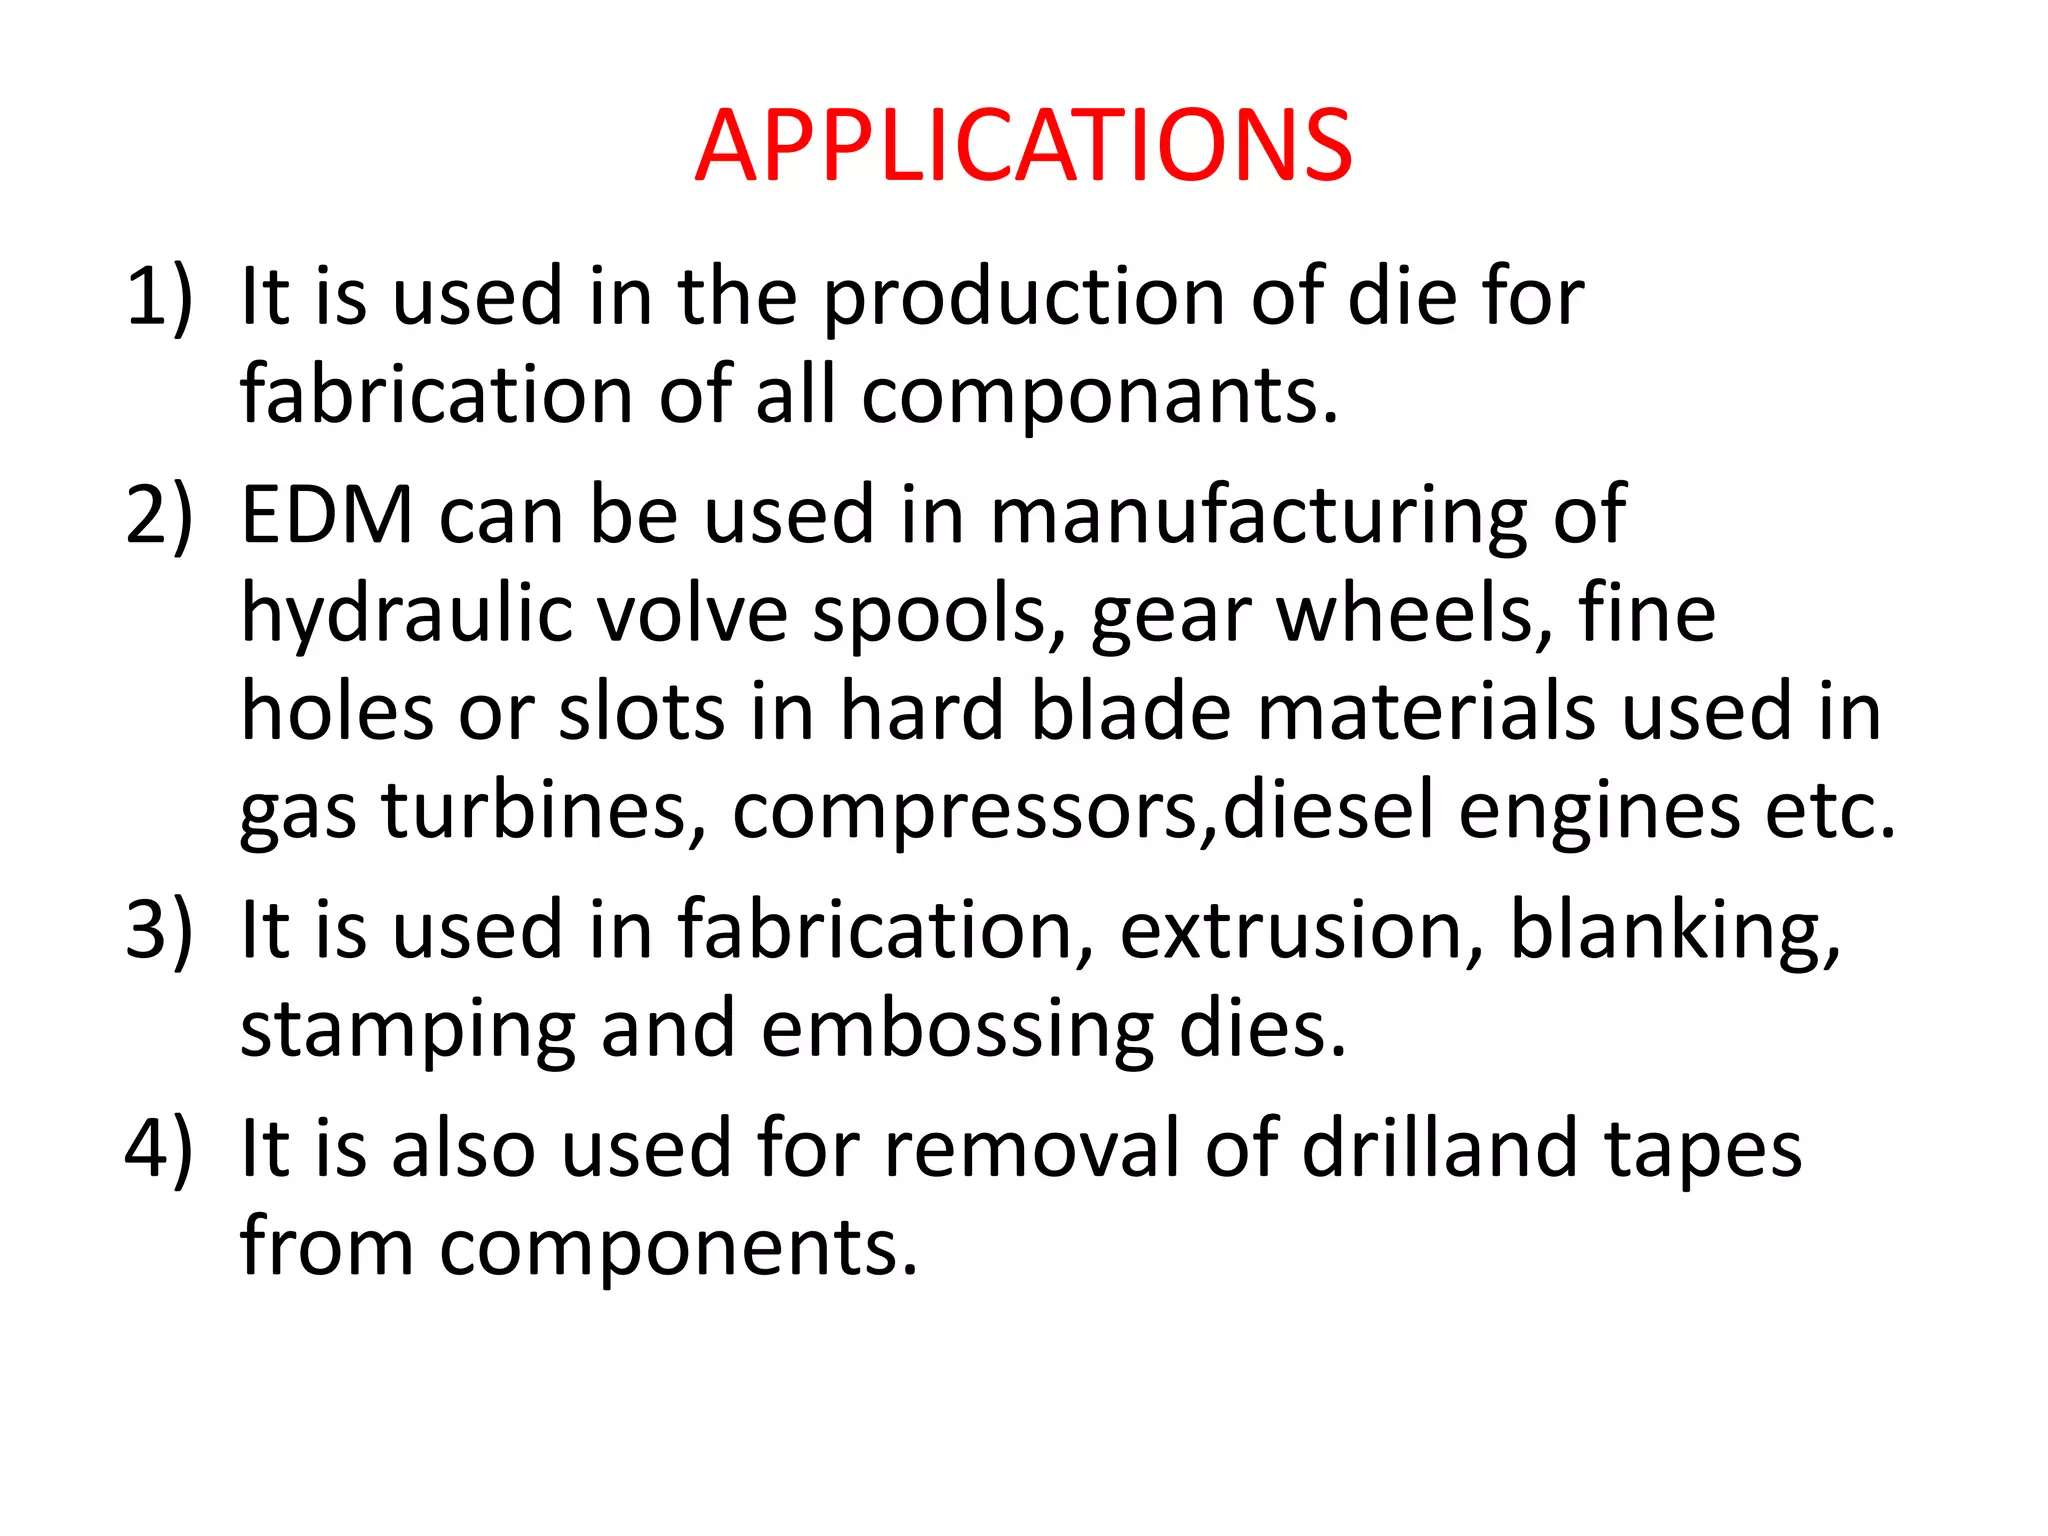 APPLICATIONS
1) It is used in the production of die for
fabrication of all componants.
2) EDM can be used in manufacturing of
hydraulic volve spools, gear wheels, fine
holes or slots in hard blade materials used in
gas turbines, compressors,diesel engines etc.
3) It is used in fabrication, extrusion, blanking,
stamping and embossing dies.
4) It is also used for removal of drilland tapes
from components.